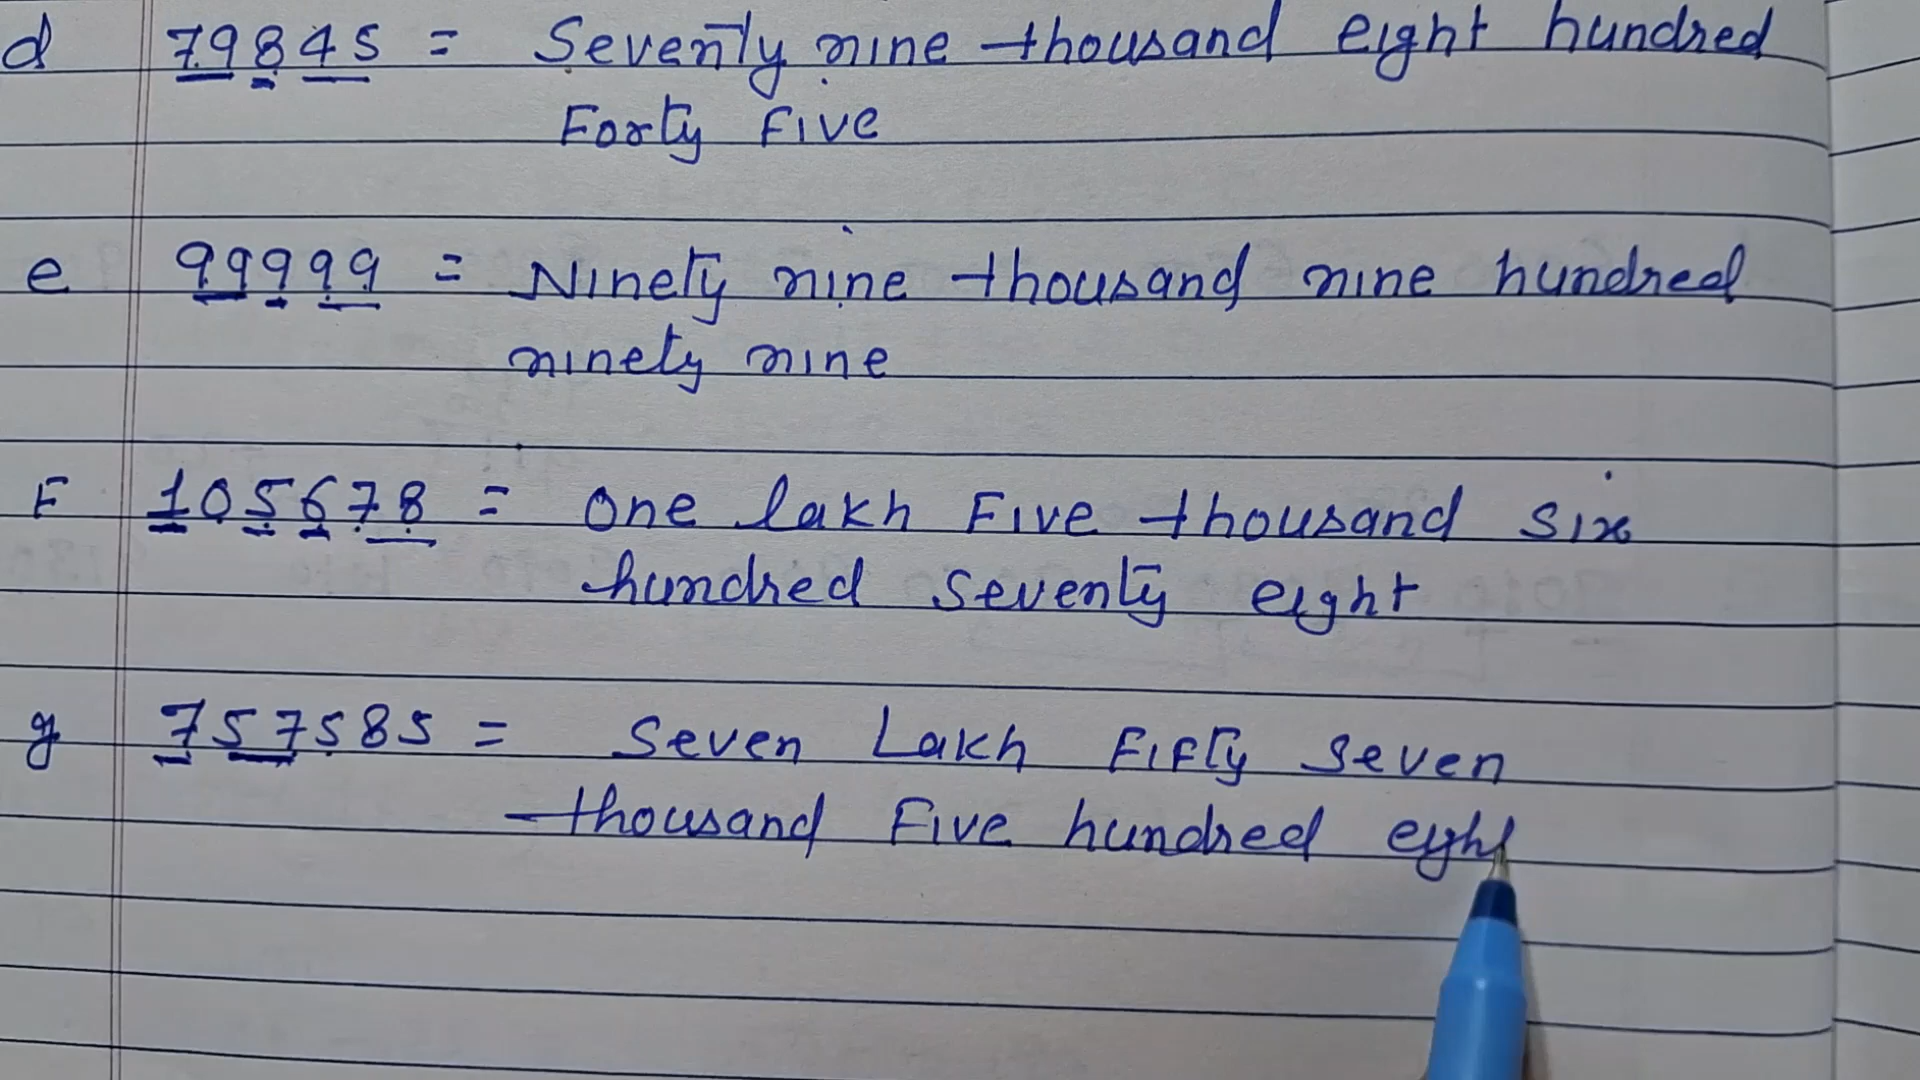 d 79845 = Seventy nine thousand eight hundred
Forty Five
e 99999 = Ninety nine thousand nine hundred
ninety nine
F 105678 = One lakh Five thousand six
hundred seventy eight
g 757585 = Seven Lakh Fifty seven
thousand Five hundred eigh